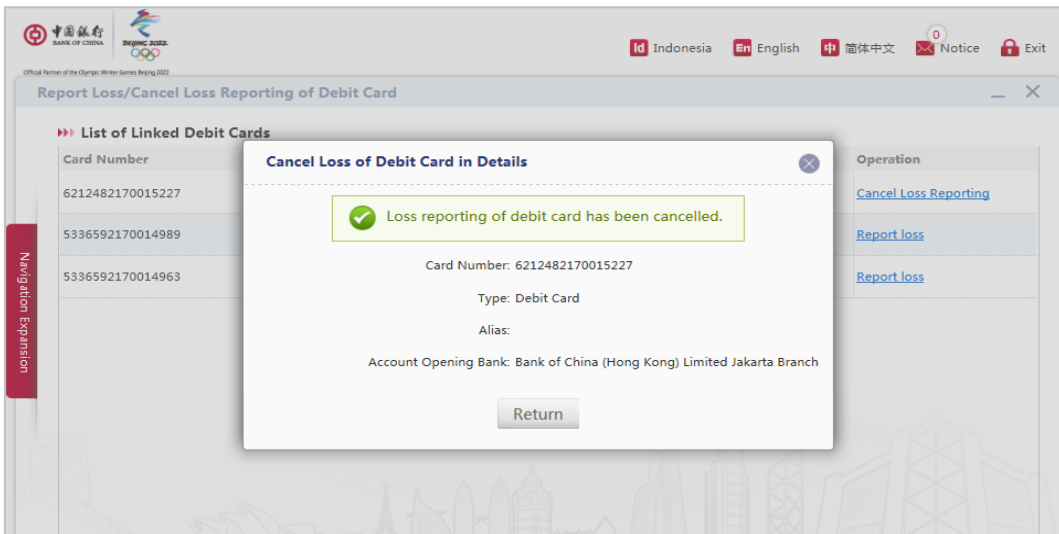 中国银行
BANK OF CHINA
BEIJING 2022
Official Partner of the Olympic Winter Games Beijing 2022
Id Indonesia
En English
中 简体中文
0
Notice
Exit
Report Loss/Cancel Loss Reporting of Debit Card
List of Linked Debit Cards
Card Number
Operation
6212482170015227
Cancel Loss Reporting
5336592170014989
Report loss
5336592170014963
Report loss
Navigation Expansion
Cancel Loss of Debit Card in Details
Loss reporting of debit card has been cancelled.
Card Number: 6212482170015227
Type: Debit Card
Alias:
Account Opening Bank: Bank of China (Hong Kong) Limited Jakarta Branch
Return